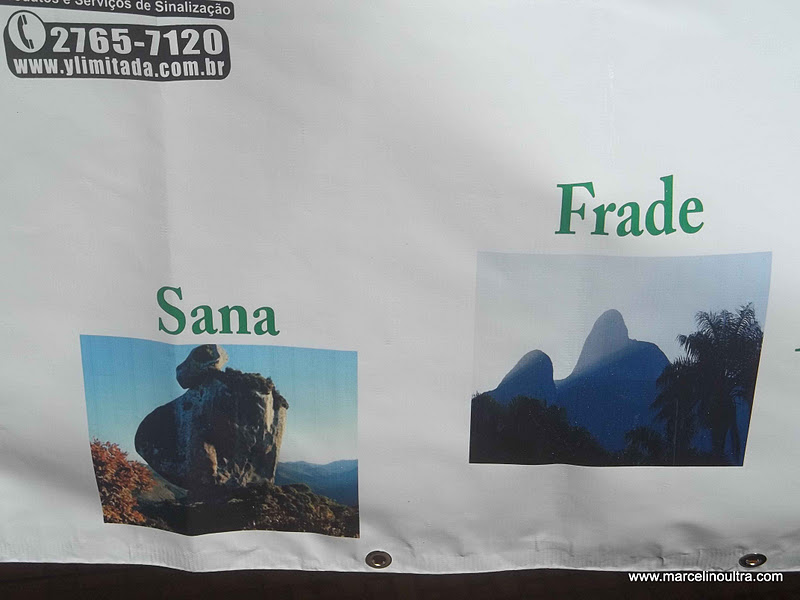 e Serviços de Sinalização
2765-7120
www.ylimitada.com.br
Frade
Sana
www.marcelinoultra.com